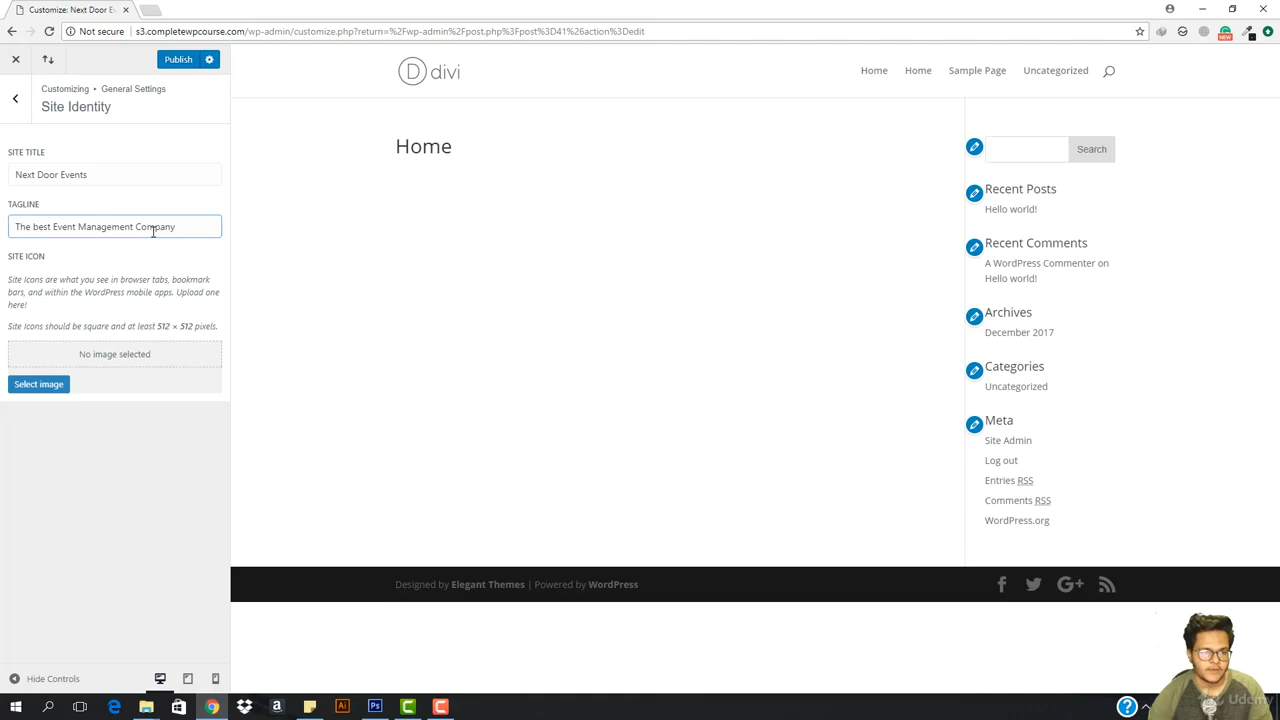 Customize: Next Door E
Not secure | s3.completewpcourse.com/wp-admin/customize.php?return=%2Fwp-admin%2Fpost.php%3Fpost%3D41%26action%3Dedit
NEW
Publish
Customizing • General Settings
Site Identity
SITE TITLE
Next Door Events
TAGLINE
The best Event Management Company
SITE ICON
Site Icons are what you see in browser tabs, bookmark
bars, and within the WordPress mobile apps. Upload one
here!
Site Icons should be square and at least 512 × 512 pixels.
No image selected
Select image
Hide Controls
D divi
Home
Home
Sample Page
Uncategorized
Home
Search
Recent Posts
Hello world!
Recent Comments
A WordPress Commenter on
Hello world!
Archives
December 2017
Categories
Uncategorized
Meta
Site Admin
Log out
Entries RSS
Comments RSS
WordPress.org
Designed by Elegant Themes | Powered by WordPress
Udemy